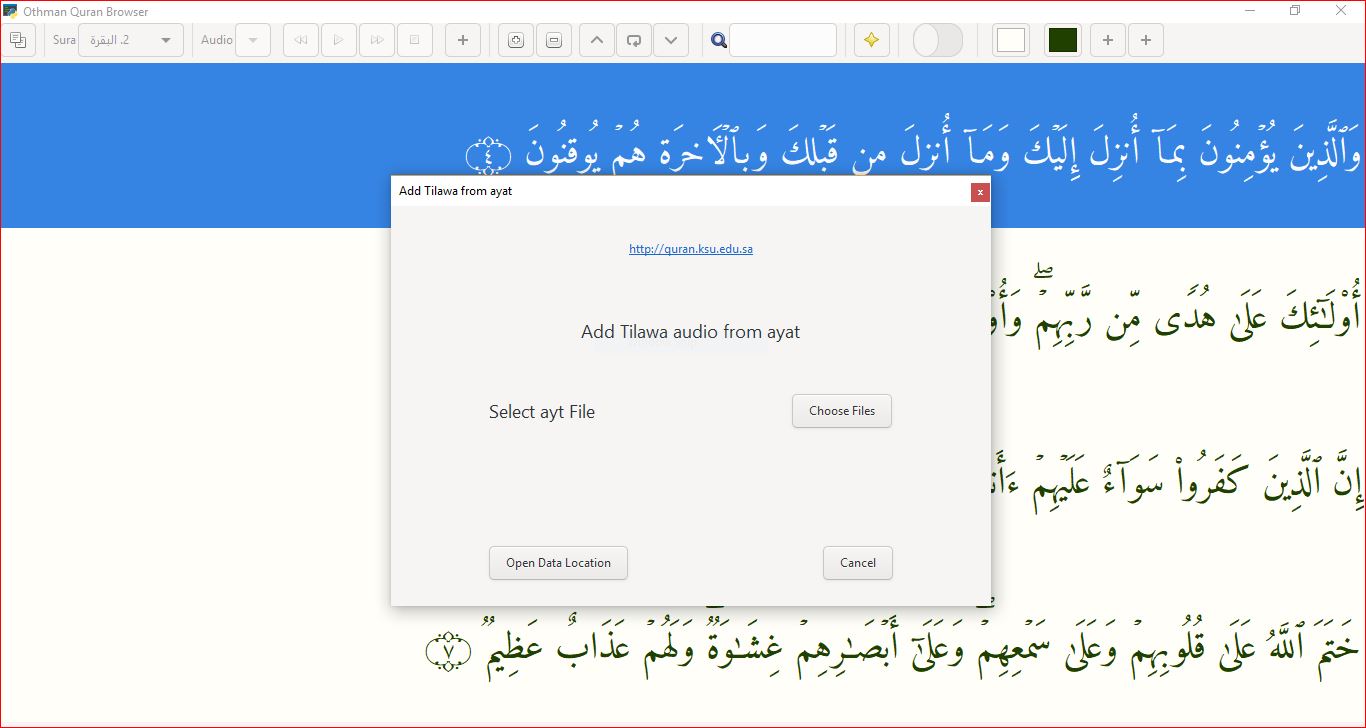 Othman Quran Browser
Sura 2. البقرة Audio
وَٱلَّذِينَ يُؤۡمِنُونَ بِمَآ أُنزِلَ إِلَيۡكَ وَمَآ أُنزِلَ مِن قَبۡلِكَ وَبِٱلۡأٓخِرَةِ هُمۡ يُوقِنُونَ ٤
Add Tilawa from ayat
x
http://quran.ksu.edu.sa
أُوْلَٰٓئِكَ عَلَىٰ هُدٗى مِّن رَّبِّهِمۡۖ
Add Tilawa audio from ayat
Select ayt File Choose Files
إِنَّ ٱلَّذِينَ كَفَرُواْ سَوَآءٌ عَلَيۡهِمۡ
Open Data Location Cancel
خَتَمَ ٱللَّهُ عَلَىٰ قُلُوبِهِمۡ وَعَلَىٰ سَمۡعِهِمۡۖ وَعَلَىٰٓ أَبۡصَٰرِهِمۡ غِشَٰوَةٞۖ وَلَهُمۡ عَذَابٌ عَظِيمٞ ٧